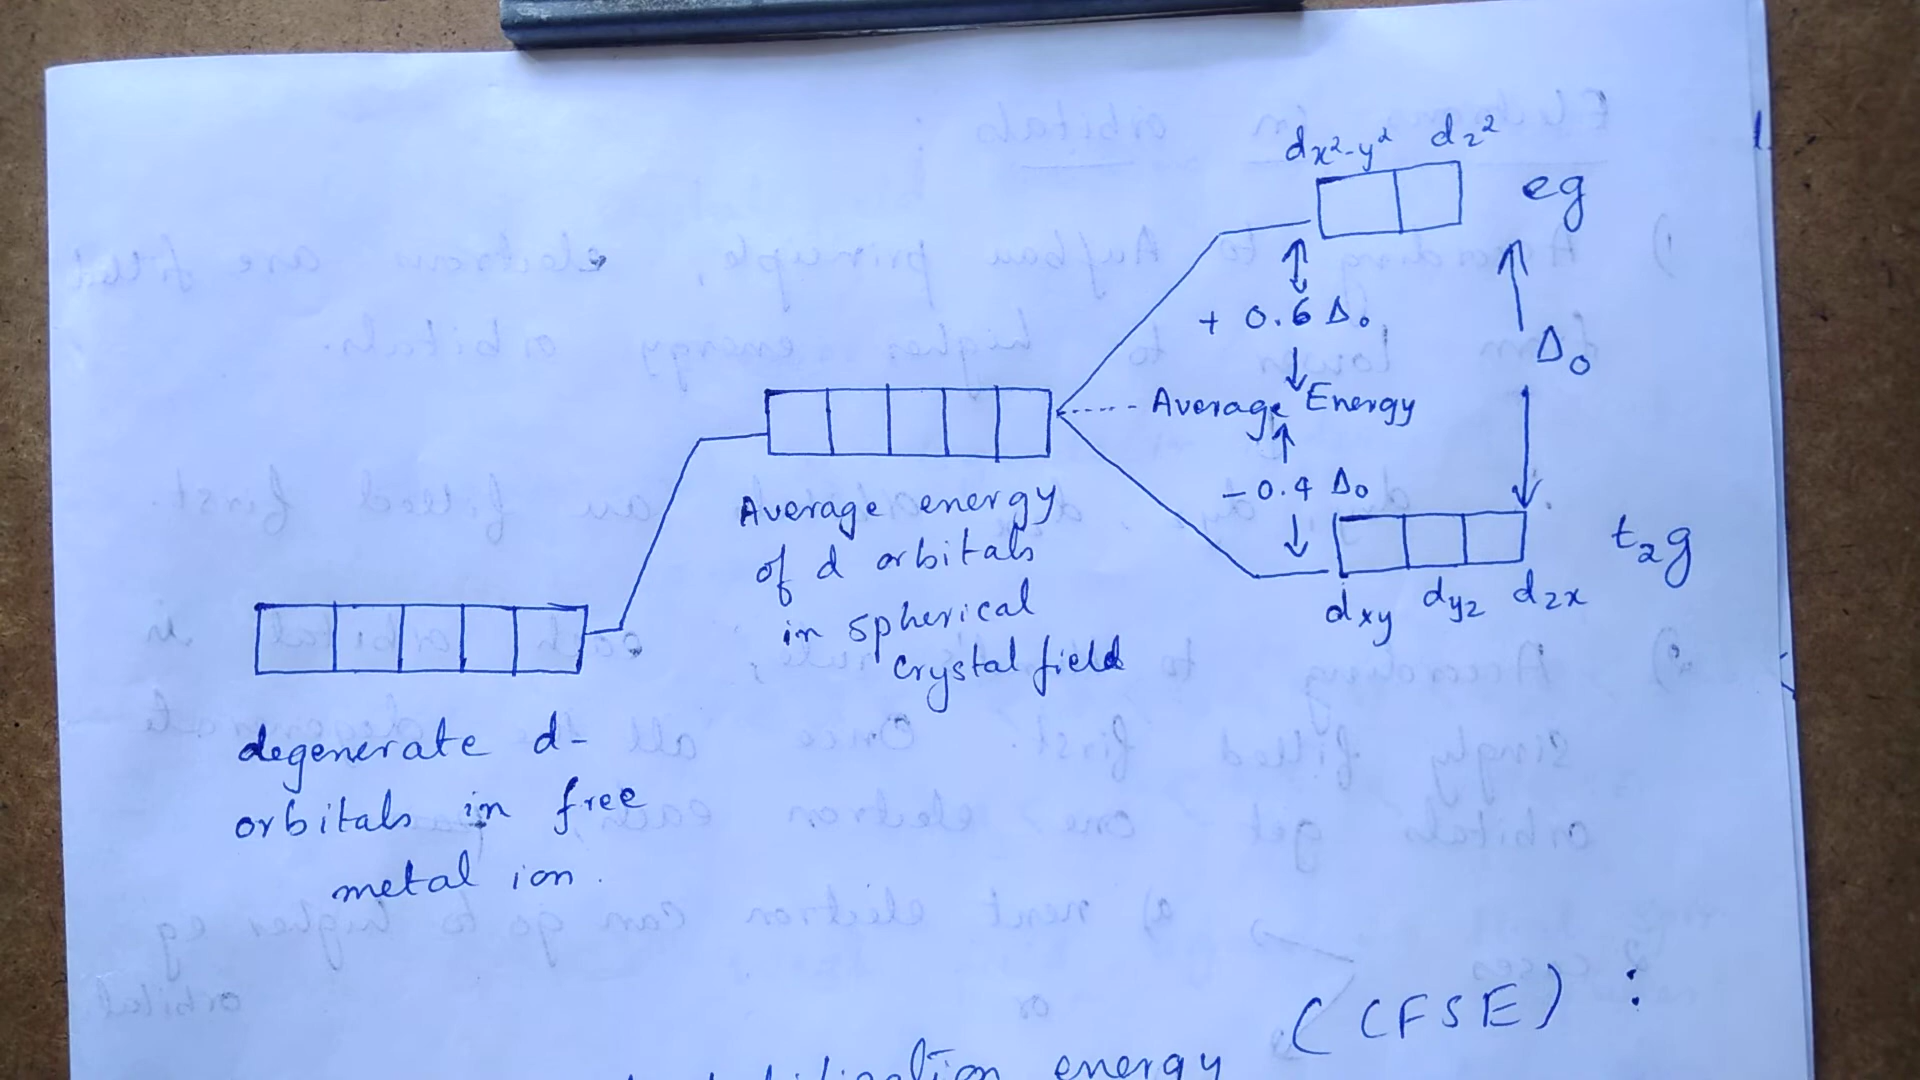 dx²-y² dz²
eg
+ 0.6 Δo
Δo
Average Energy
- 0.4 Δo
t2g
dxy dyz dzx
Average energy
of d orbitals
in spherical
crystal field
degenerate d-
orbitals in free
metal ion.
(CFSE) :
energy